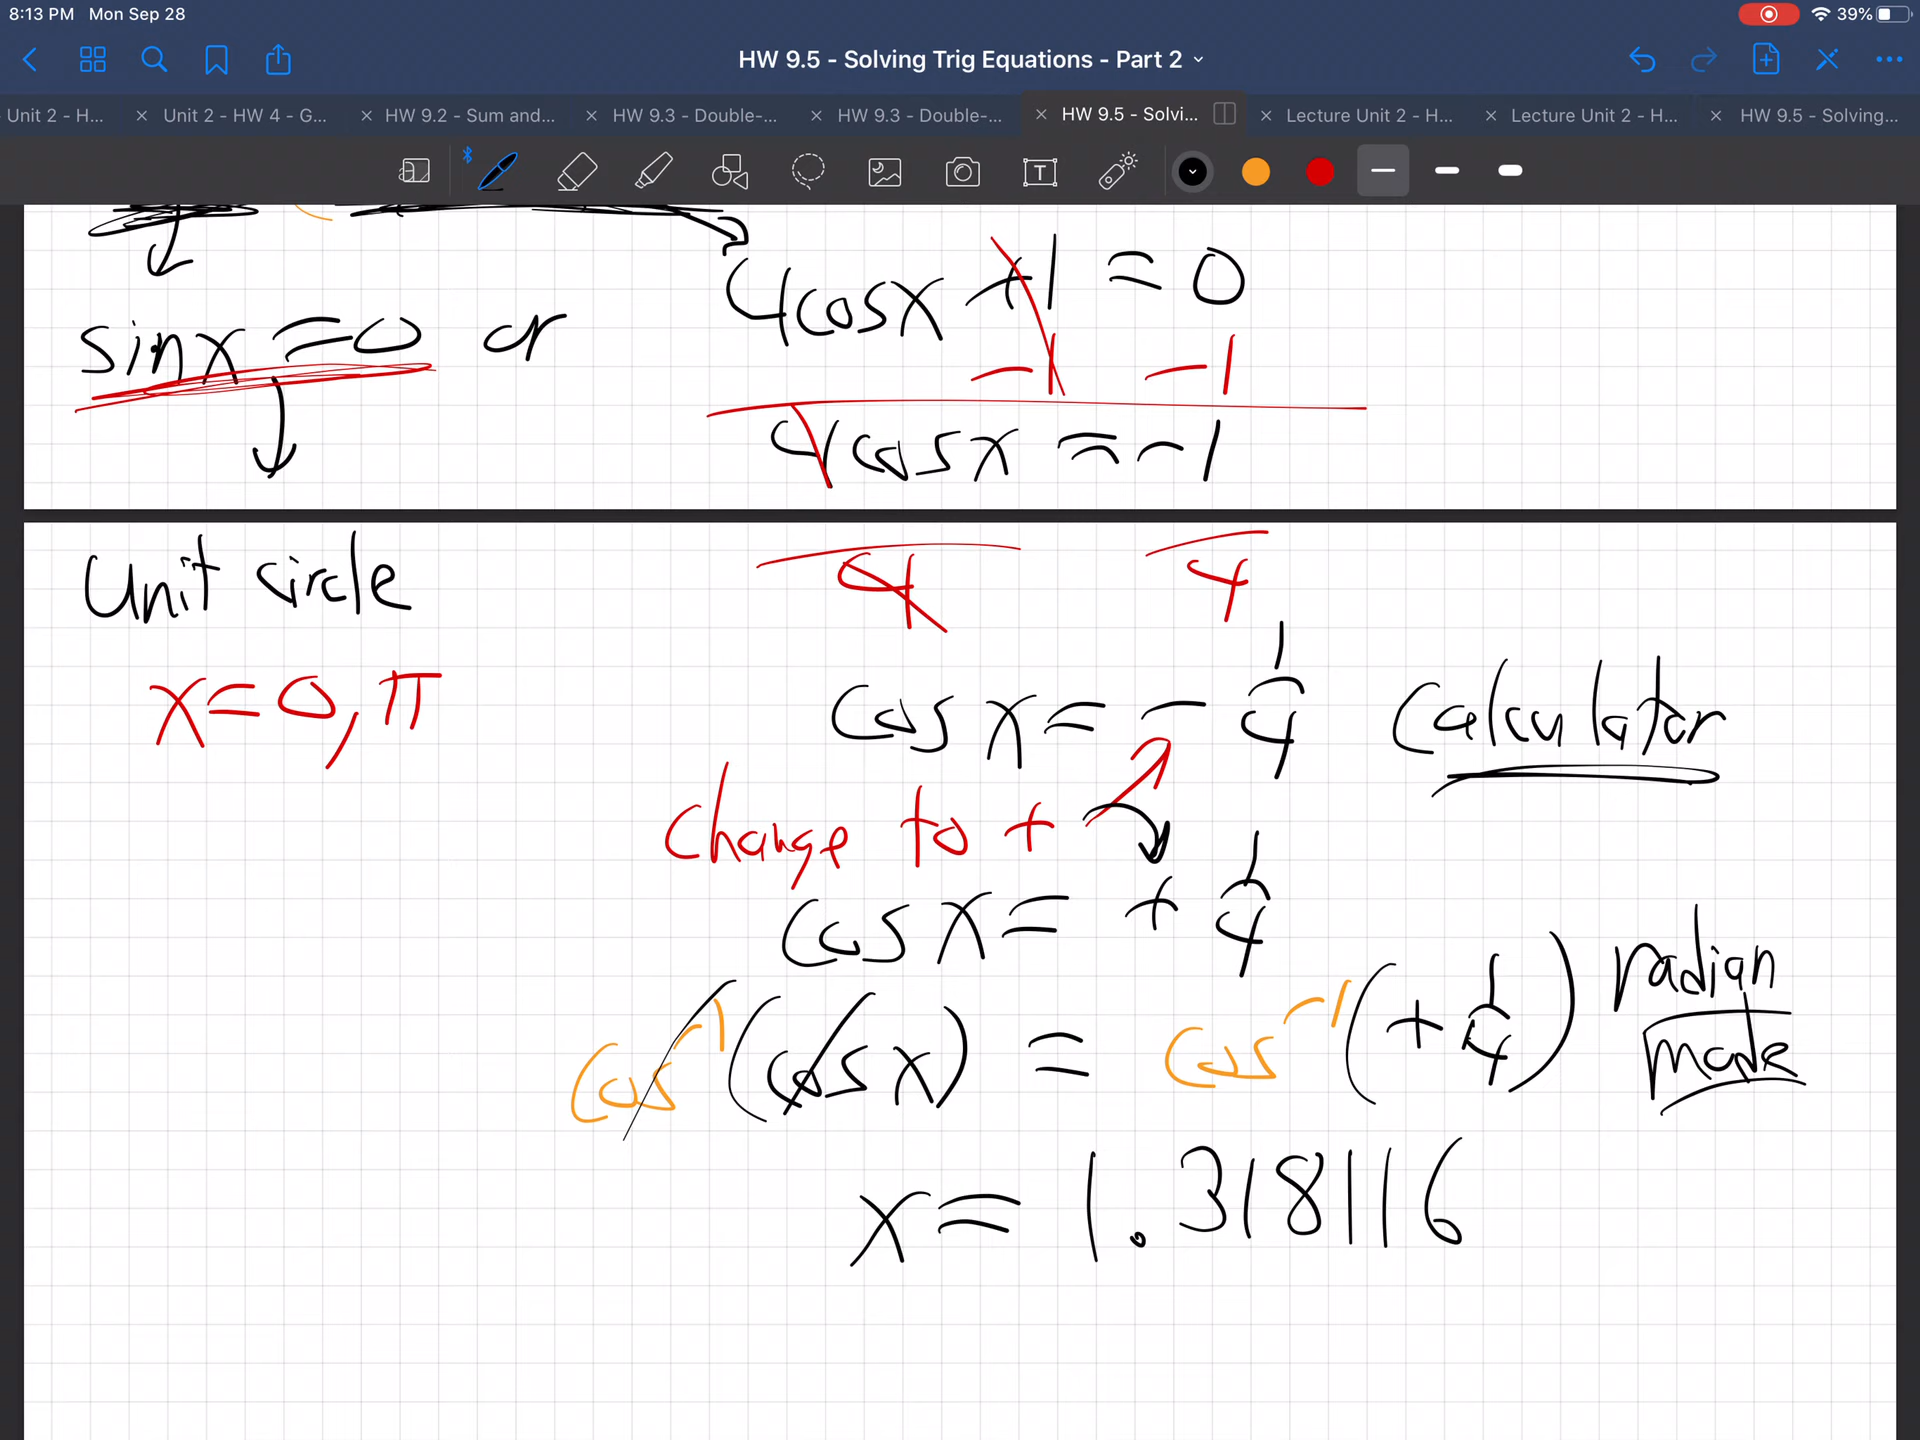 8:13 PM Mon Sep 28
39%
HW 9.5 - Solving Trig Equations - Part 2
Unit 2 - H... × Unit 2 - HW 4 - G... × HW 9.2 - Sum and... × HW 9.3 - Double-... × HW 9.3 - Double-... × HW 9.5 - Solvi... × Lecture Unit 2 - H... × Lecture Unit 2 - H... × HW 9.5 - Solving...
T
4cosx +1 = 0
sinx = 0 or
-1 -1
4cosx = -1
Unit circle
4 4
x = 0, π
cos x = - 1/4 Calculator
Change to +
cos x = + 1/4
cos⁻¹(cos x) = cos⁻¹(+ 1/4) radian mode
x = 1.318116